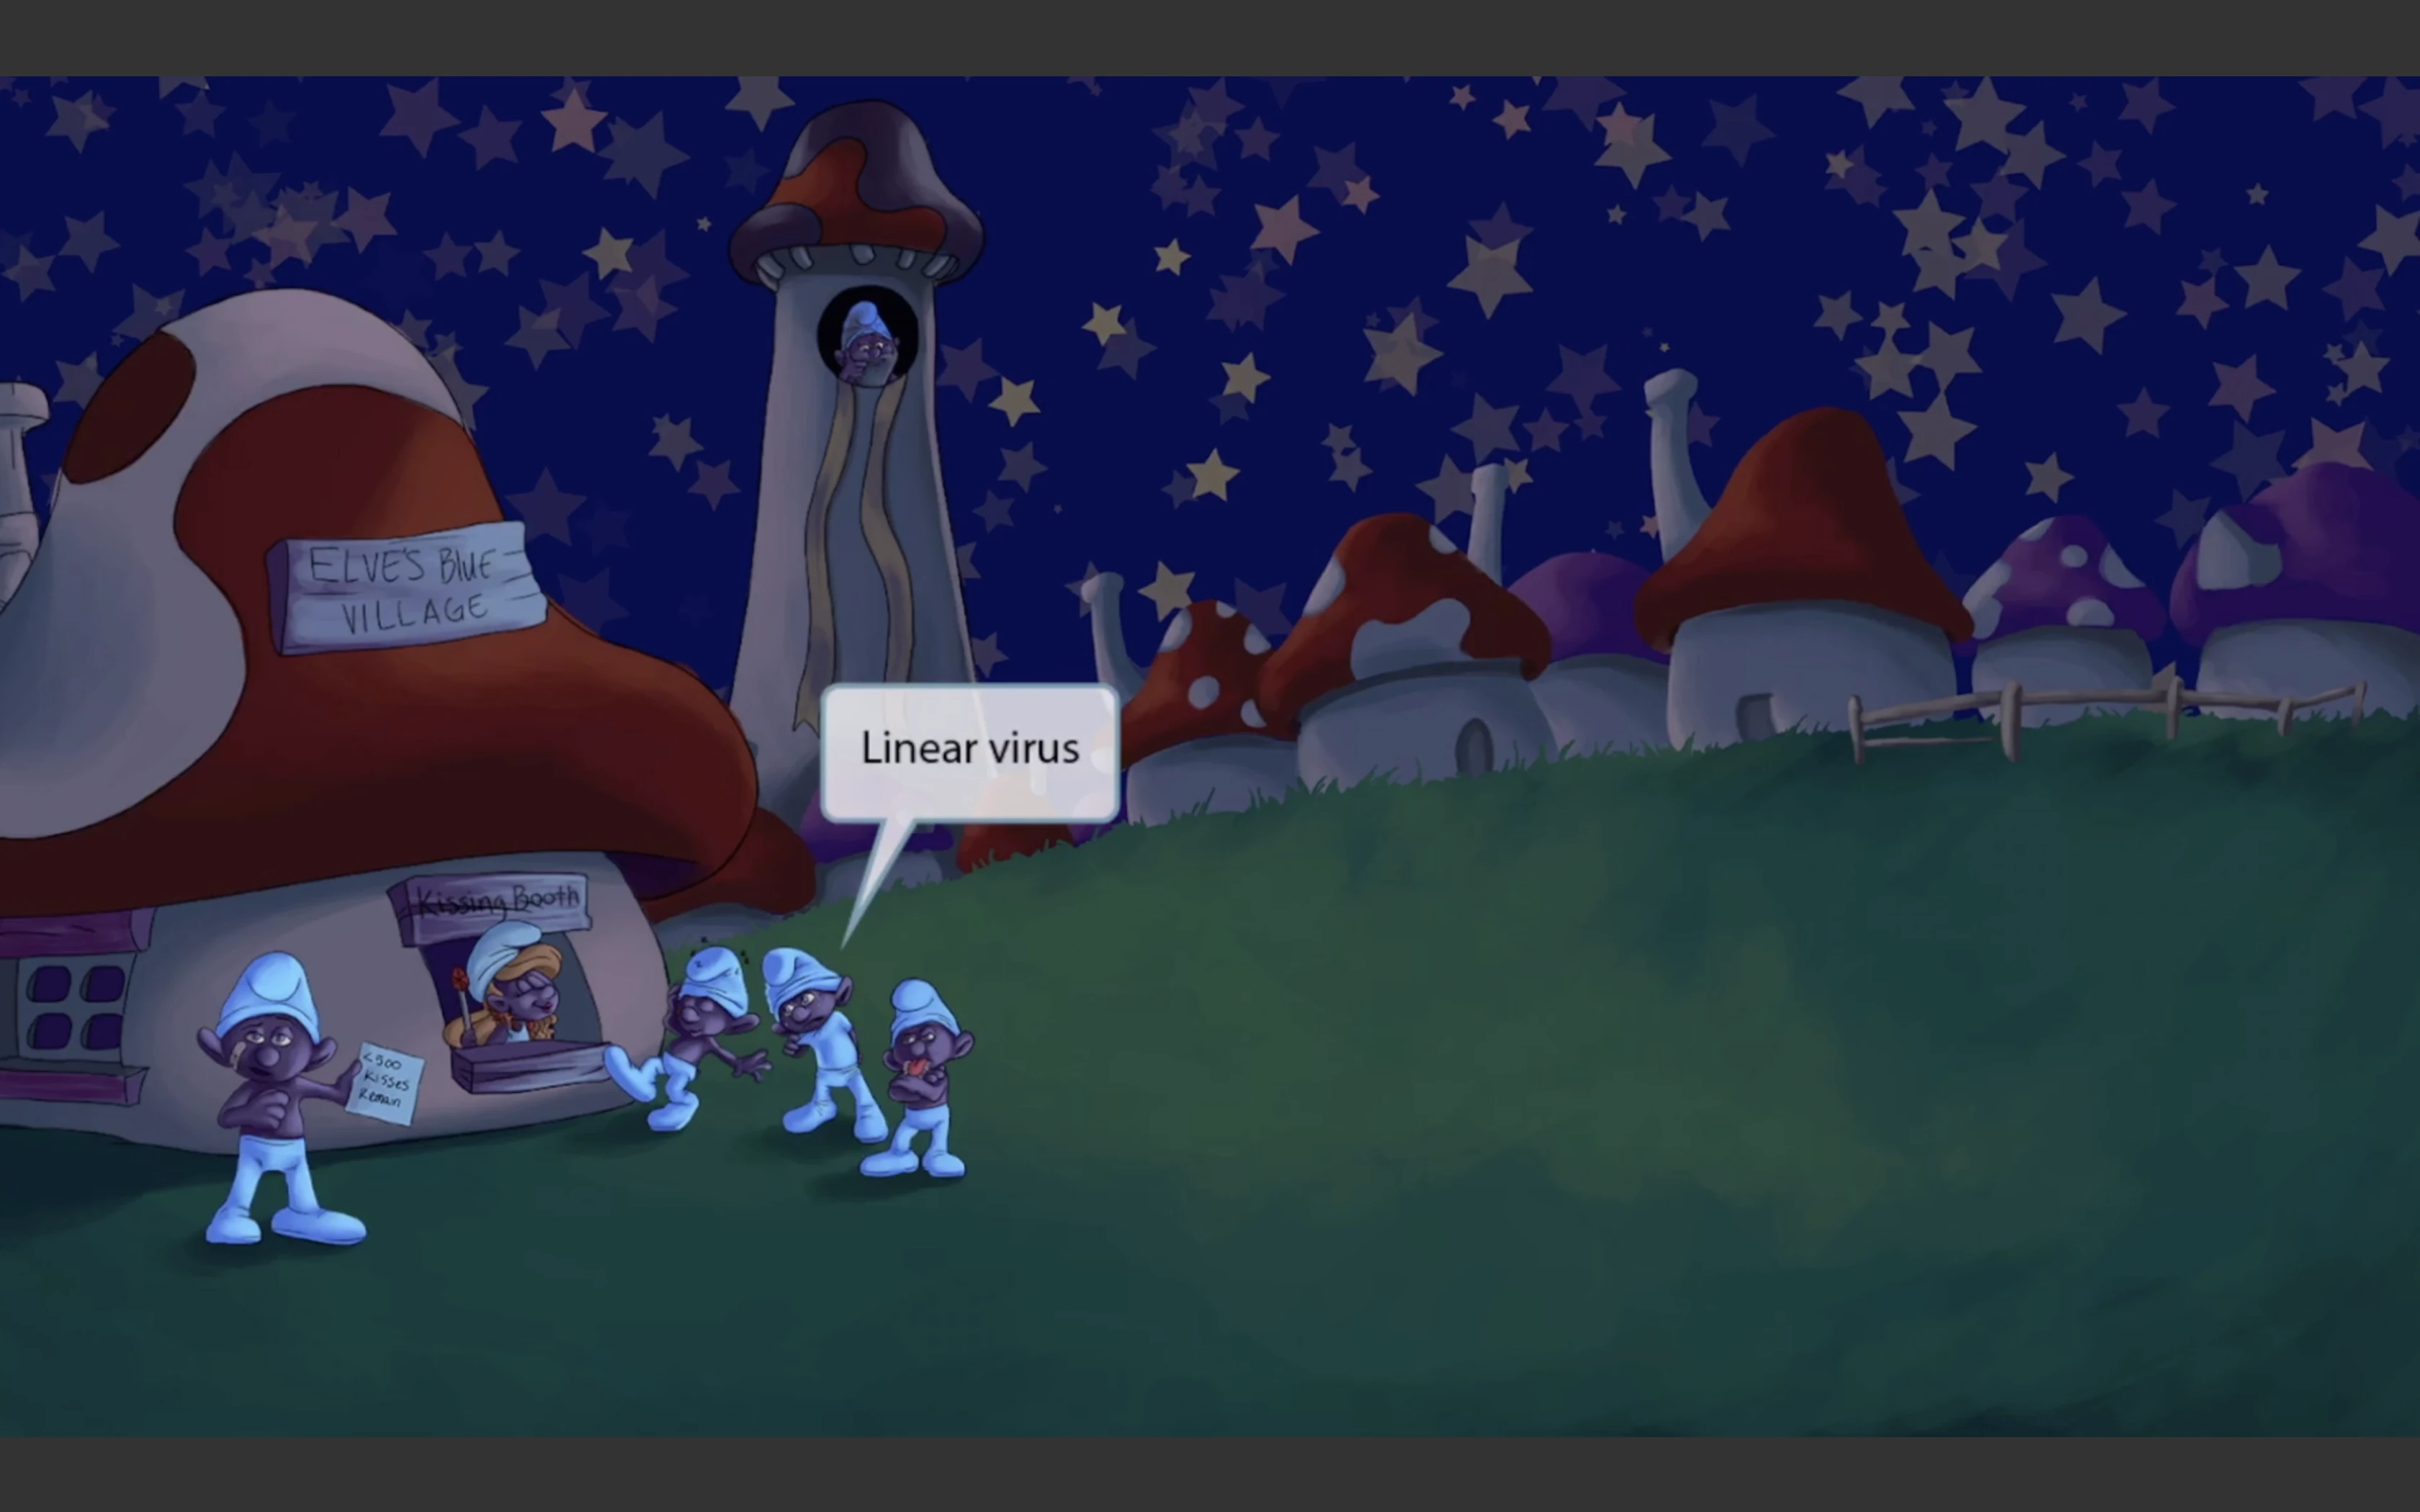 ELVE'S BLUE
VILLAGE
Linear virus
Kissing Booth
<500
Kisses
Remain